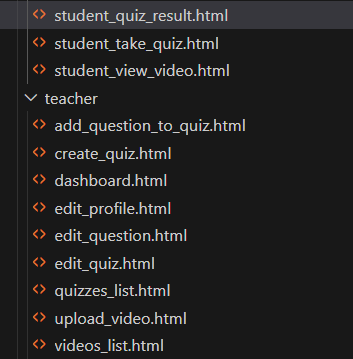 student_quiz_result.html
student_take_quiz.html
student_view_video.html
teacher
add_question_to_quiz.html
create_quiz.html
dashboard.html
edit_profile.html
edit_question.html
edit_quiz.html
quizzes_list.html
upload_video.html
videos_list.html